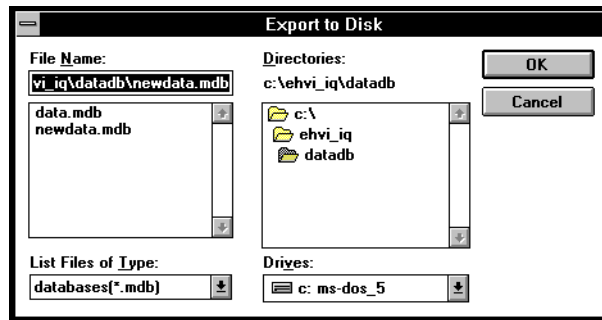 Export to Disk
File Name:
vi_iq\datadb\newdata.mdb
data.mdb
newdata.mdb
List Files of Type:
databases(*.mdb)
Directories:
c:\ehvi_iq\datadb
c:\
ehvi_iq
datadb
Drives:
c: ms-dos_5
OK
Cancel